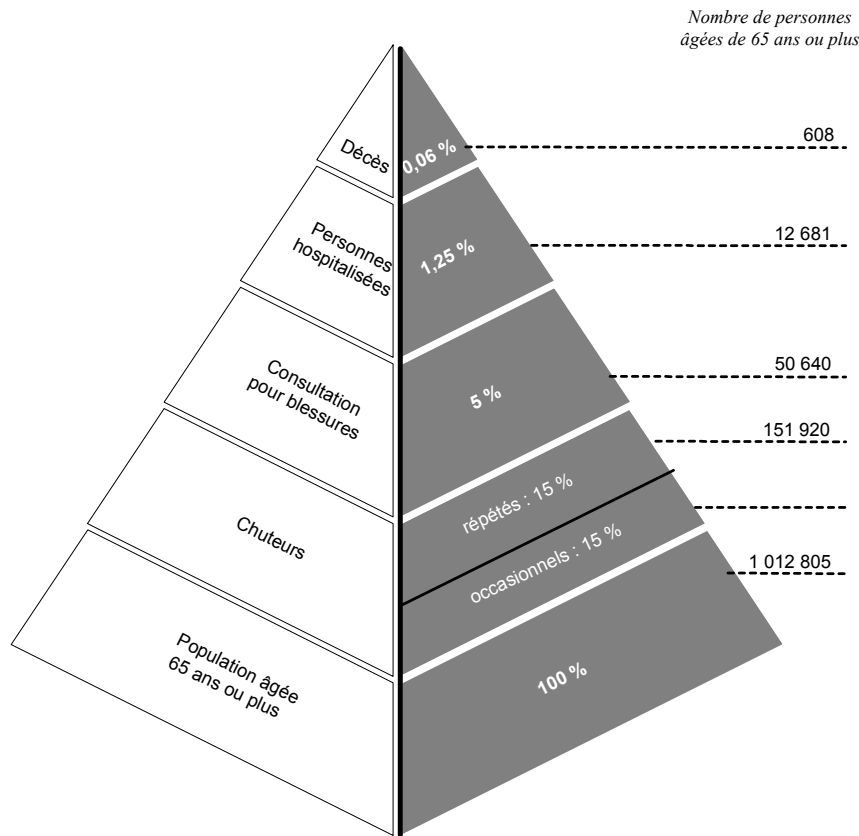 Nombre de personnes
âgées de 65 ans ou plus
Décès
0,06 %
608
Personnes
hospitalisées
1,25 %
12 681
Consultation
pour blessures
5 %
50 640
151 920
Chuteurs
répétés : 15 %
occasionnels : 15 %
1 012 805
Population âgée
65 ans ou plus
100 %